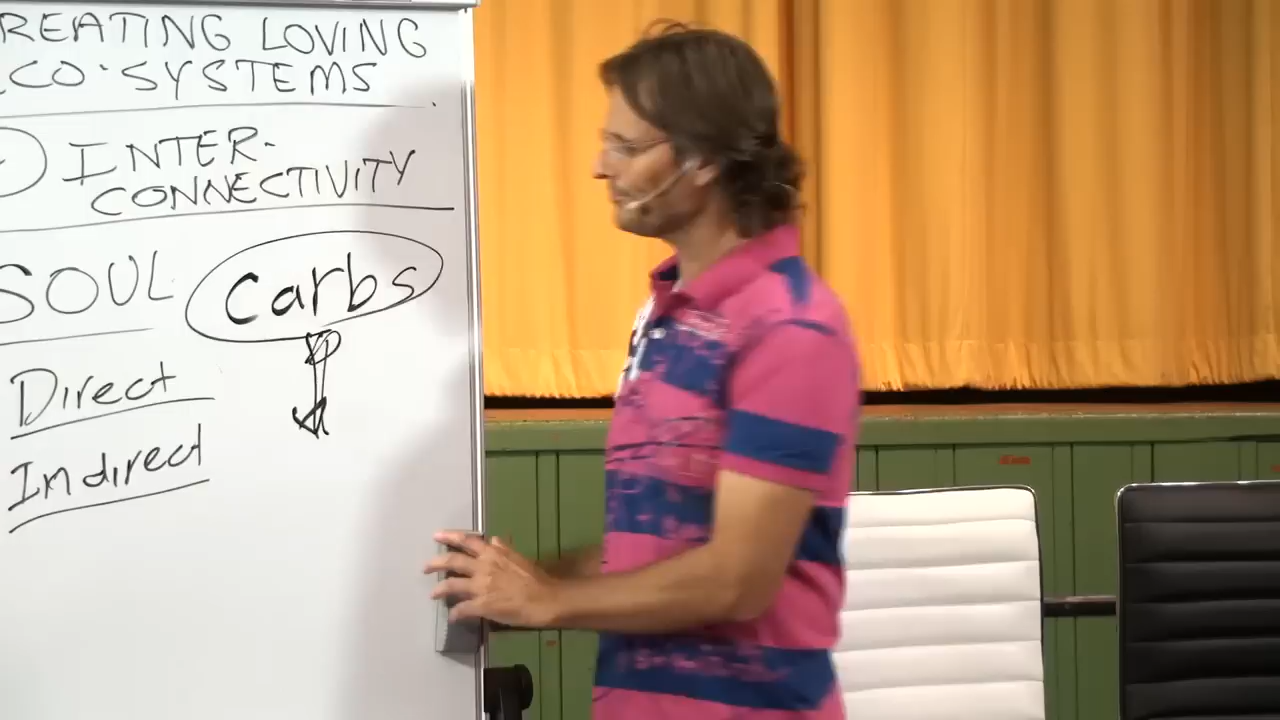 REATING LOVING
CO-SYSTEMS
INTER-
CONNECTIVITY
SOUL carbs
Direct
Indirect